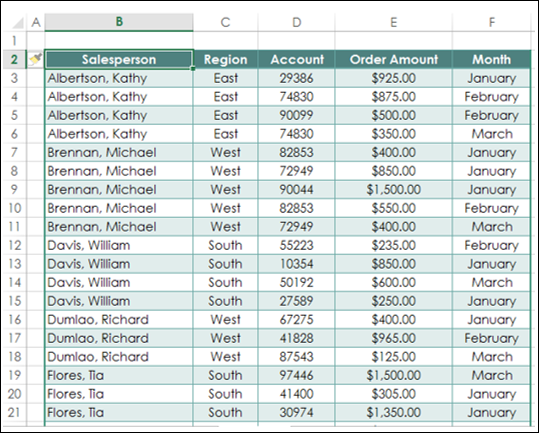 A B C D E F
1
2 Salesperson Region Account Order Amount Month
3 Albertson, Kathy East 29386 $925.00 January
4 Albertson, Kathy East 74830 $875.00 February
5 Albertson, Kathy East 90099 $500.00 February
6 Albertson, Kathy East 74830 $350.00 March
7 Brennan, Michael West 82853 $400.00 January
8 Brennan, Michael West 72949 $850.00 January
9 Brennan, Michael West 90044 $1,500.00 January
10 Brennan, Michael West 82853 $550.00 February
11 Brennan, Michael West 72949 $400.00 March
12 Davis, William South 55223 $235.00 February
13 Davis, William South 10354 $850.00 January
14 Davis, William South 50192 $600.00 March
15 Davis, William South 27589 $250.00 January
16 Dumlao, Richard West 67275 $400.00 January
17 Dumlao, Richard West 41828 $965.00 February
18 Dumlao, Richard West 87543 $125.00 March
19 Flores, Tia South 97446 $1,500.00 March
20 Flores, Tia South 41400 $305.00 January
21 Flores, Tia South 30974 $1,350.00 January